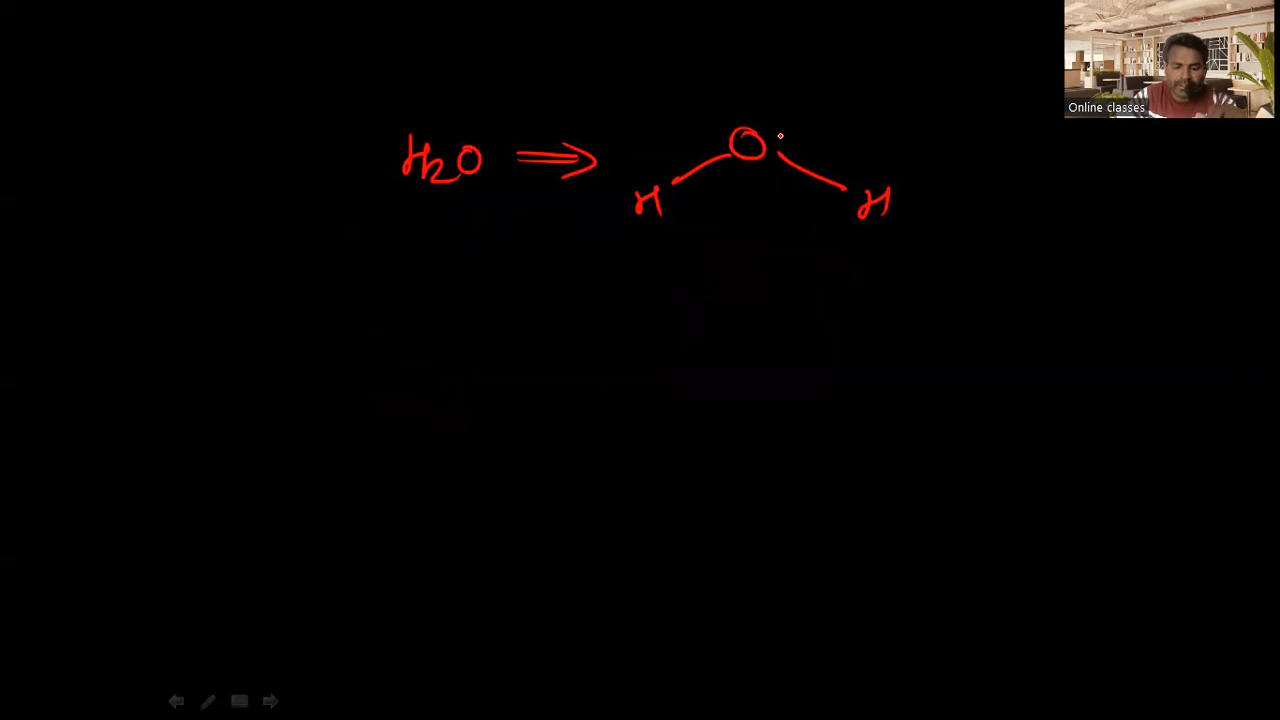 Online classes
H2O ⇒ O
H H